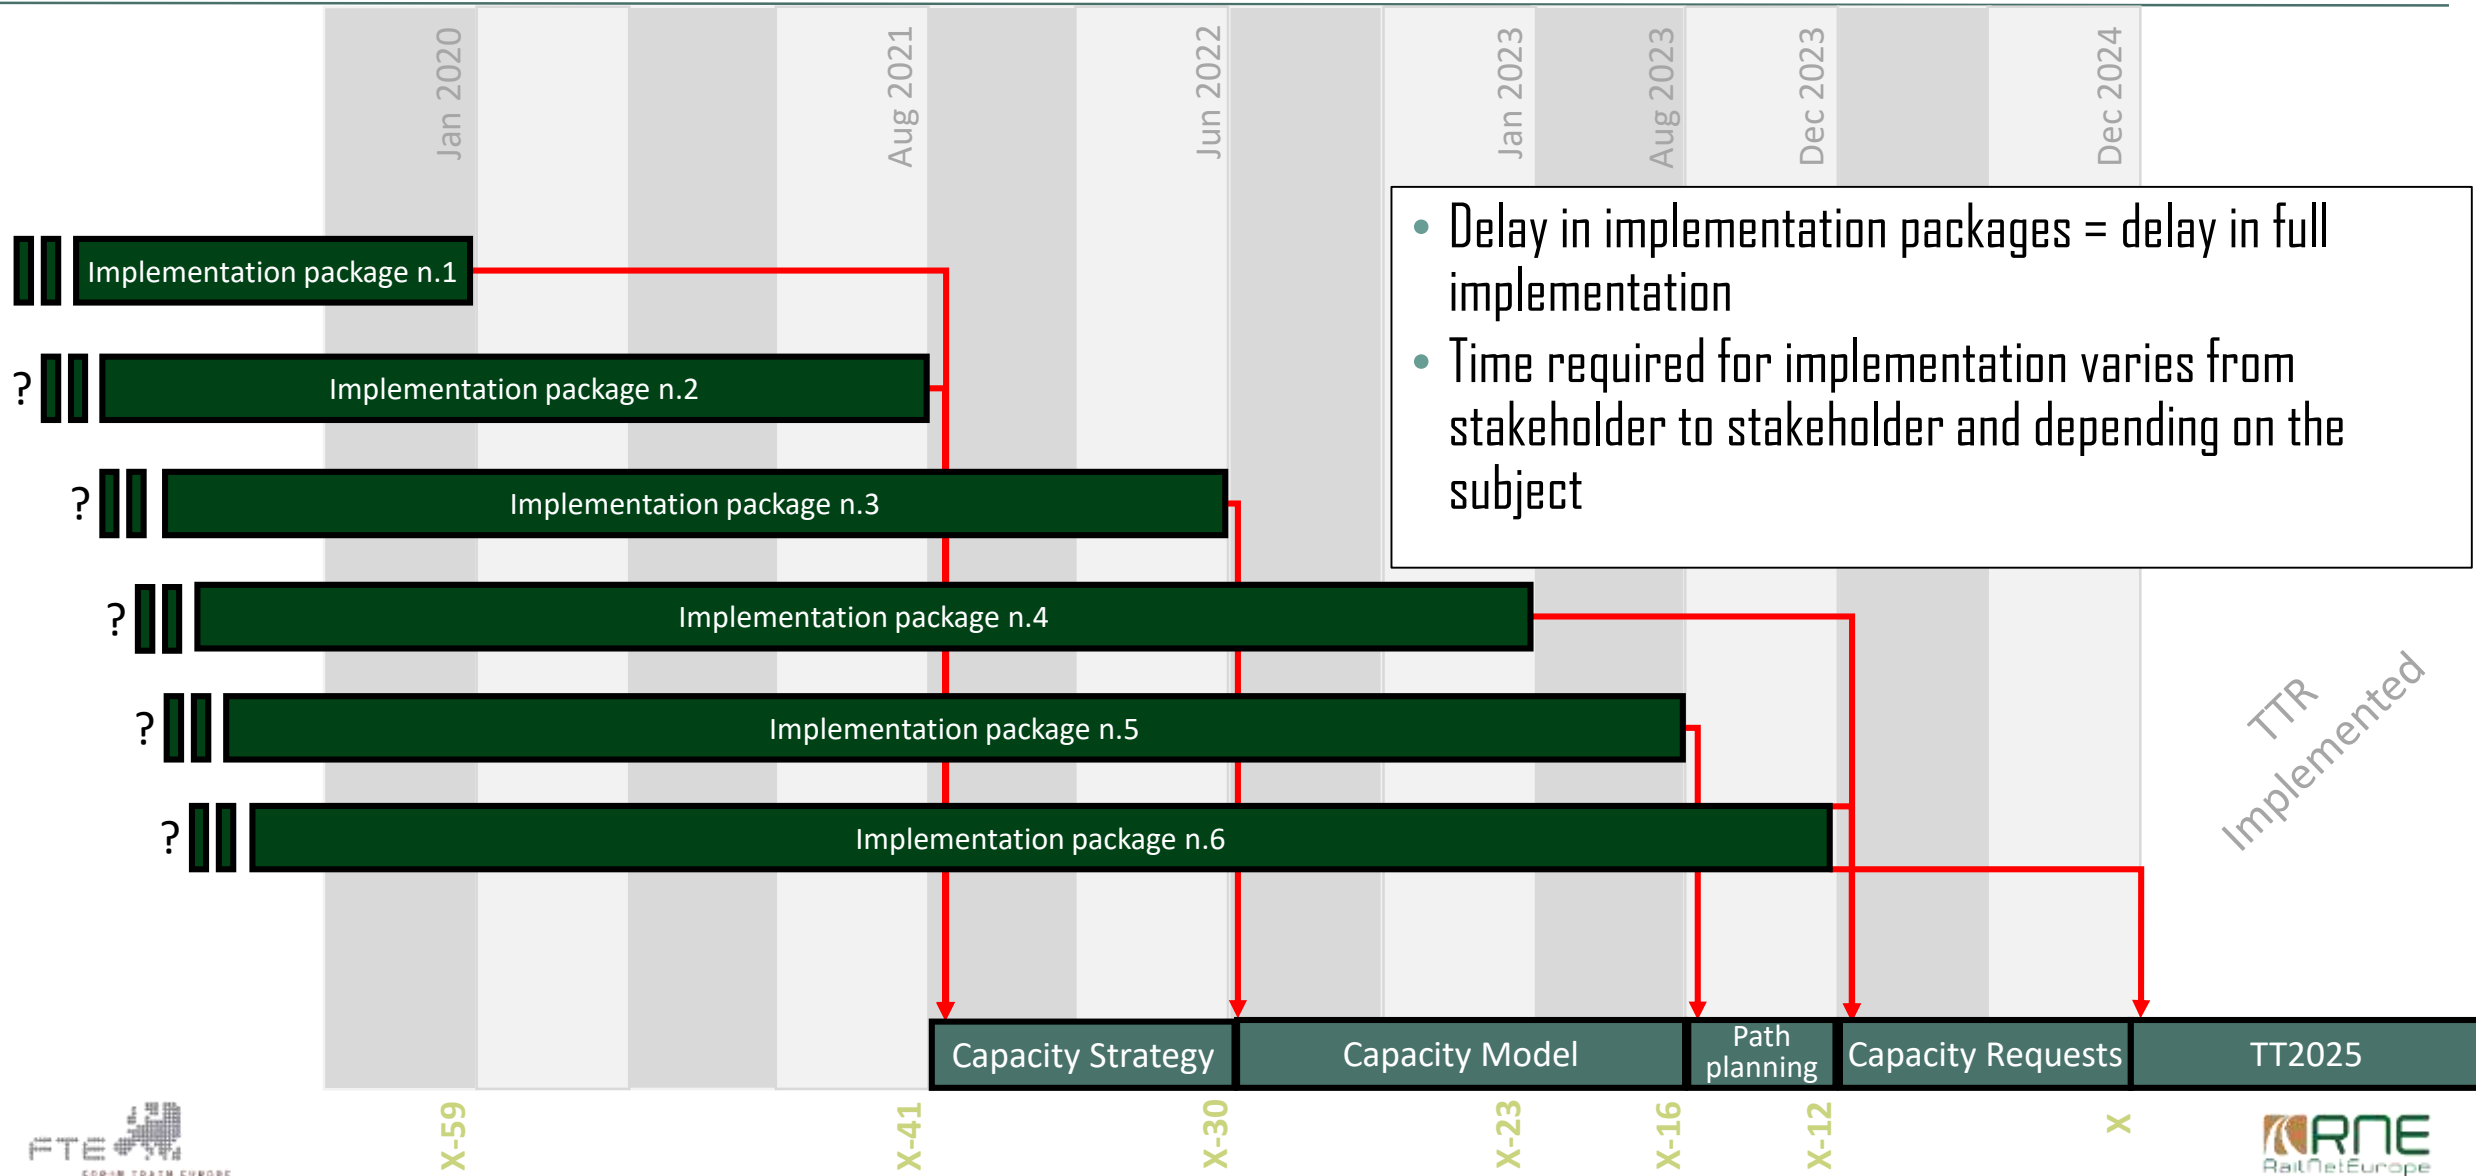 Jan 2020
Aug 2021
Jun 2022
Jan 2023
Aug 2023
Dec 2023
Dec 2024
• Delay in implementation packages = delay in full
implementation
• Time required for implementation varies from
stakeholder to stakeholder and depending on the
subject
Implementation package n.1
? Implementation package n.2
? Implementation package n.3
? Implementation package n.4
? Implementation package n.5
? Implementation package n.6
TTR
Implemented
Capacity Strategy
Capacity Model
Path
planning
Capacity Requests
TT2025
X-59
X-41
X-30
X-23
X-16
X-12
X
FTE
FORUM TRAIN EUROPE
RNE
RailNetEurope